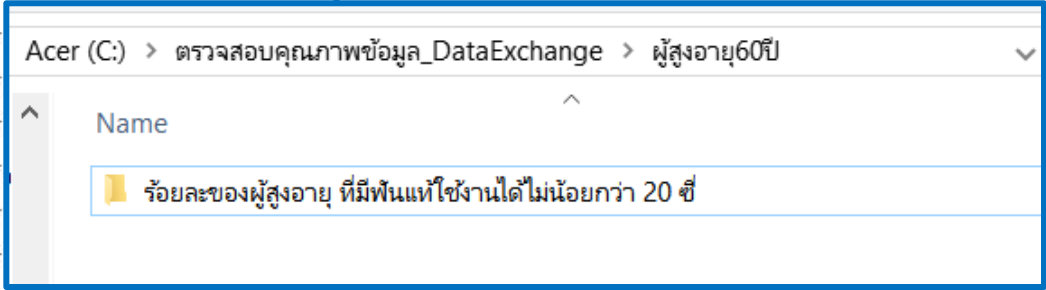 Acer (C:) > ตรวจสอบคุณภาพข้อมูล_DataExchange > ผู้สูงอายุ60ปี
Name
ร้อยละของผู้สูงอายุ ที่มีฟันแท้ใช้งานได้ไม่น้อยกว่า 20 ซี่